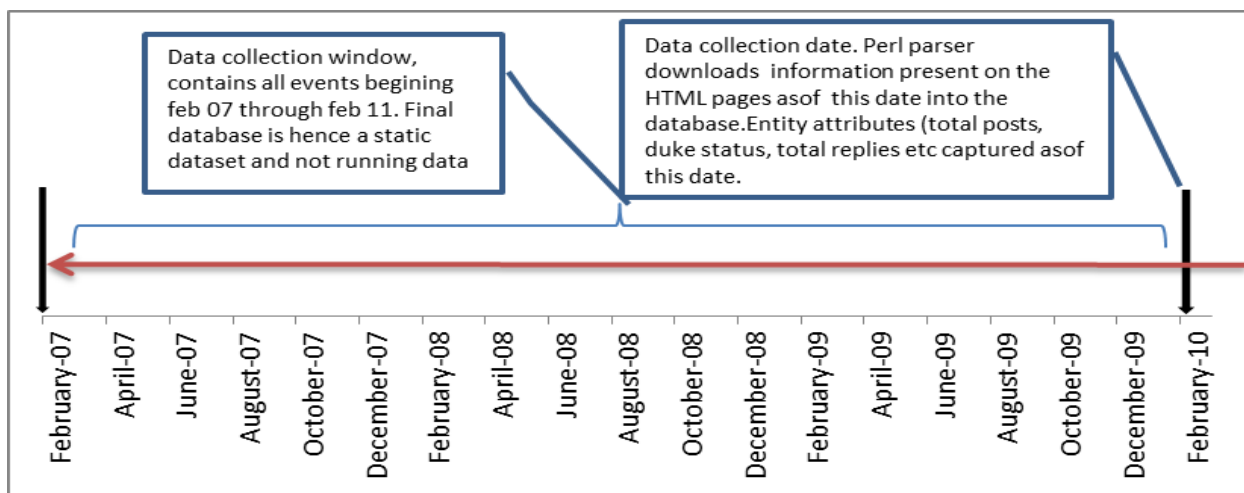 Data collection window,
contains all events begining
feb 07 through feb 11. Final
database is hence a static
dataset and not running data
Data collection date. Perl parser
downloads information present on the
HTML pages asof this date into the
database.Entity attributes (total posts,
duke status, total replies etc captured asof
this date.
February-07
April-07
June-07
August-07
October-07
December-07
February-08
April-08
June-08
August-08
October-08
December-08
February-09
April-09
June-09
August-09
October-09
December-09
February-10